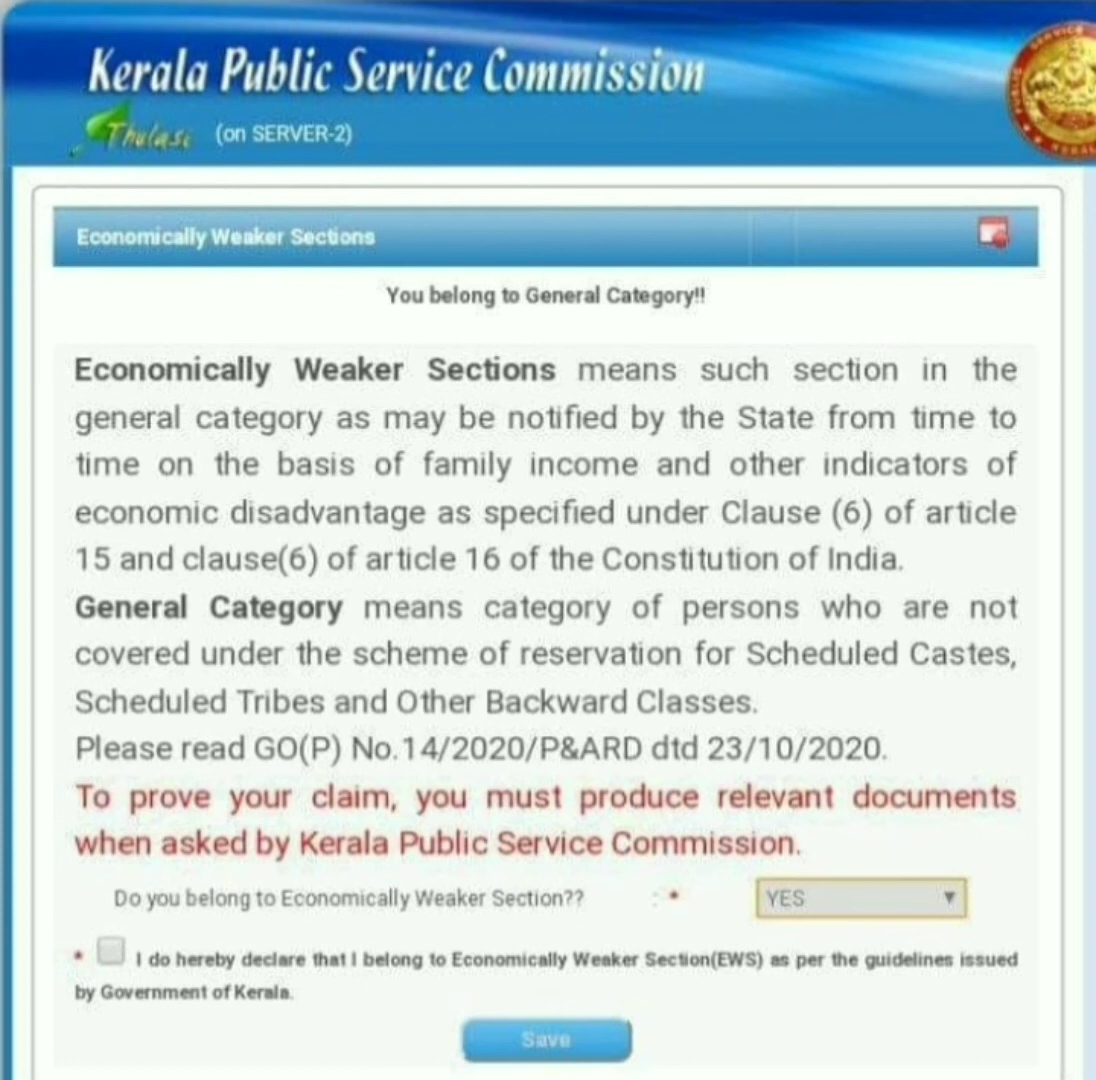 Kerala Public Service Commission
Thulasi (on SERVER-2)
Economically Weaker Sections
You belong to General Category!!
Economically Weaker Sections means such section in the
general category as may be notified by the State from time to
time on the basis of family income and other indicators of
economic disadvantage as specified under Clause (6) of article
15 and clause(6) of article 16 of the Constitution of India.
General Category means category of persons who are not
covered under the scheme of reservation for Scheduled Castes,
Scheduled Tribes and Other Backward Classes.
Please read GO(P) No.14/2020/P&ARD dtd 23/10/2020.
To prove your claim, you must produce relevant documents
when asked by Kerala Public Service Commission.
Do you belong to Economically Weaker Section?? : * YES
* I do hereby declare that I belong to Economically Weaker Section(EWS) as per the guidelines issued
by Government of Kerala.
Save